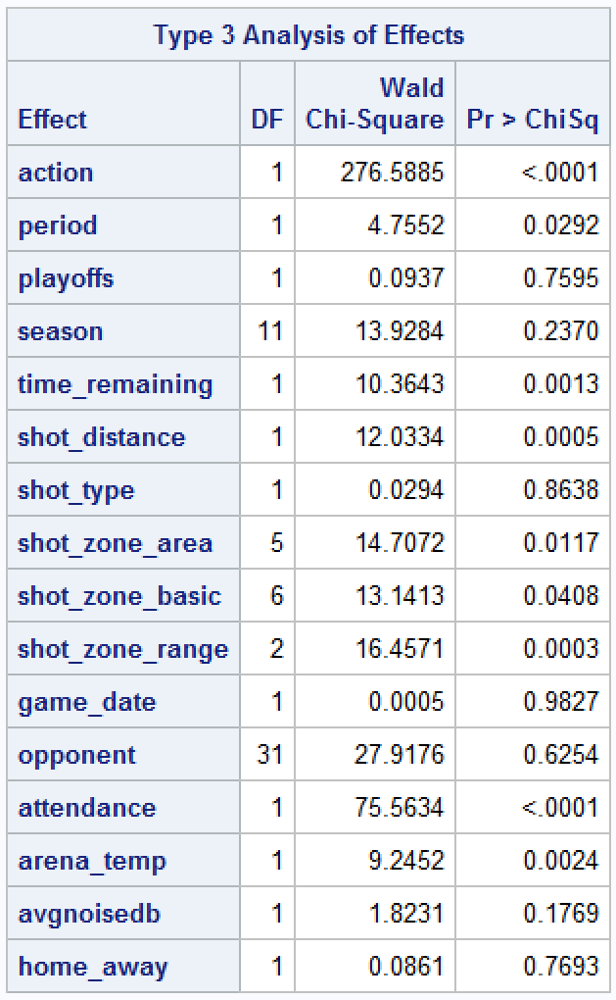 Type 3 Analysis of Effects
Wald
Effect DF Chi-Square Pr > ChiSq
action 1 276.5885 <.0001
period 1 4.7552 0.0292
playoffs 1 0.0937 0.7595
season 11 13.9284 0.2370
time_remaining 1 10.3643 0.0013
shot_distance 1 12.0334 0.0005
shot_type 1 0.0294 0.8638
shot_zone_area 5 14.7072 0.0117
shot_zone_basic 6 13.1413 0.0408
shot_zone_range 2 16.4571 0.0003
game_date 1 0.0005 0.9827
opponent 31 27.9176 0.6254
attendance 1 75.5634 <.0001
arena_temp 1 9.2452 0.0024
avgnoisedb 1 1.8231 0.1769
home_away 1 0.0861 0.7693